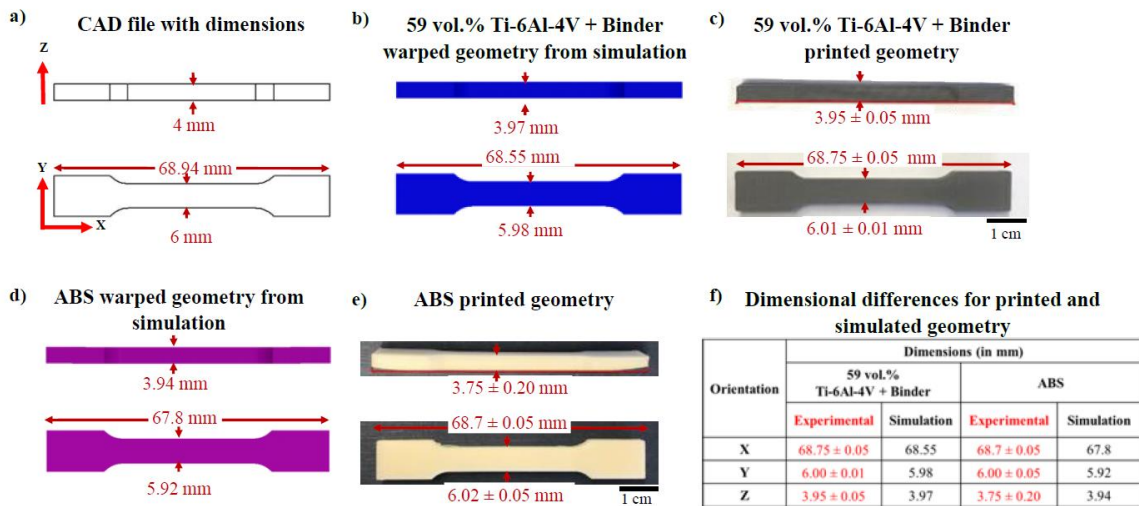 a) CAD file with dimensions
Z
4 mm
68.94 mm
Y
X
6 mm
b) 59 vol.% Ti-6Al-4V + Binder
warped geometry from simulation
3.97 mm
68.55 mm
5.98 mm
c) 59 vol.% Ti-6Al-4V + Binder
printed geometry
3.95 ± 0.05 mm
68.75 ± 0.05 mm
6.01 ± 0.01 mm
1 cm
d) ABS warped geometry from
simulation
3.94 mm
67.8 mm
5.92 mm
e) ABS printed geometry
3.75 ± 0.20 mm
68.7 ± 0.05 mm
6.02 ± 0.05 mm
1 cm
f) Dimensional differences for printed and
simulated geometry
Orientation
Dimensions (in mm)
59 vol.%
Ti-6Al-4V + Binder
ABS
Experimental Simulation Experimental Simulation
X 68.75 ± 0.05 68.55 68.7 ± 0.05 67.8
Y 6.00 ± 0.01 5.98 6.00 ± 0.05 5.92
Z 3.95 ± 0.05 3.97 3.75 ± 0.20 3.94